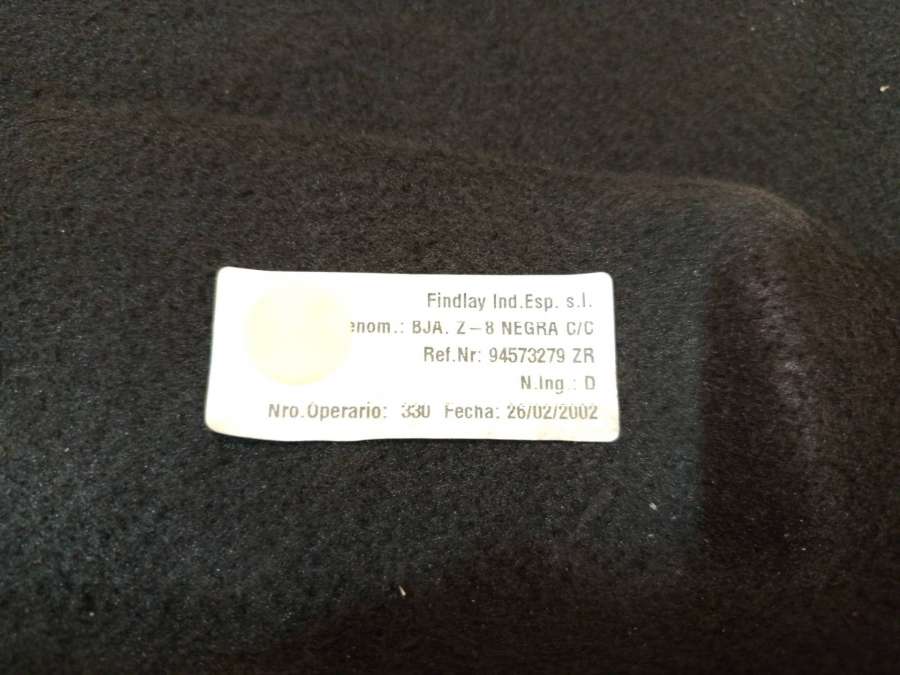 Findlay Ind.Esp. s.l.
enom.: BJA. Z-8 NEGRA C/C
Ref.Nr: 94573279 ZR
N.Ing.: D
Nro.Operario: 330 Fecha: 26/02/2002